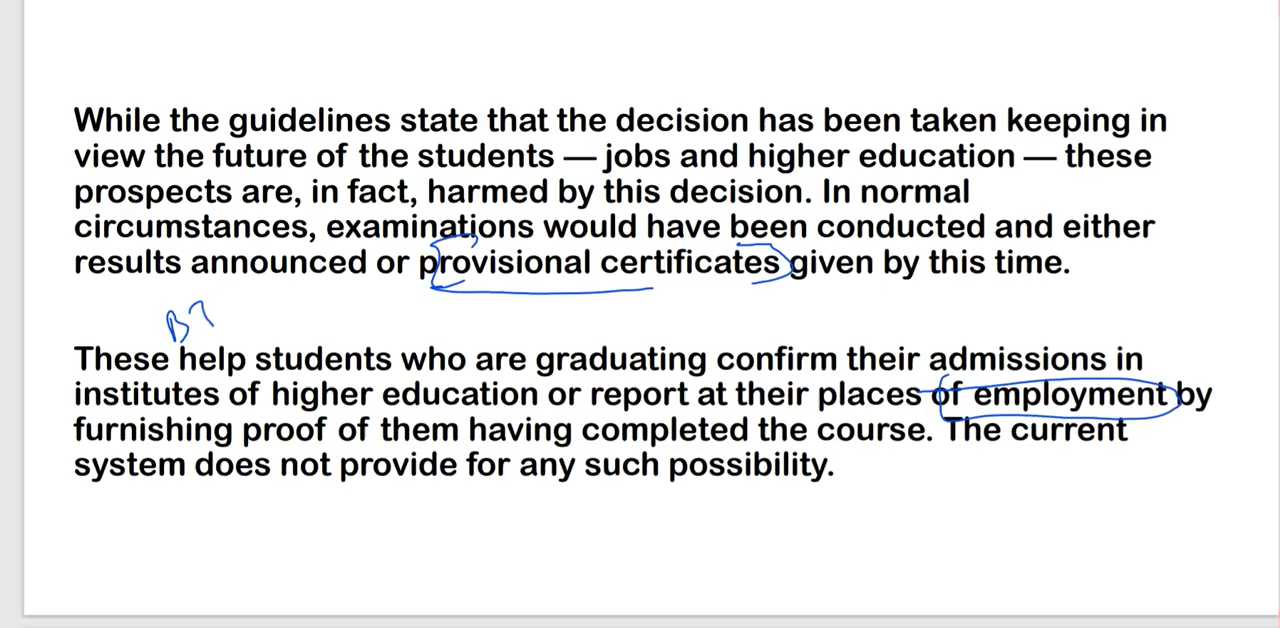 While the guidelines state that the decision has been taken keeping in
view the future of the students — jobs and higher education — these
prospects are, in fact, harmed by this decision. In normal
circumstances, examinations would have been conducted and either
results announced or provisional certificates given by this time.
These help students who are graduating confirm their admissions in
institutes of higher education or report at their places of employment by
furnishing proof of them having completed the course. The current
system does not provide for any such possibility.